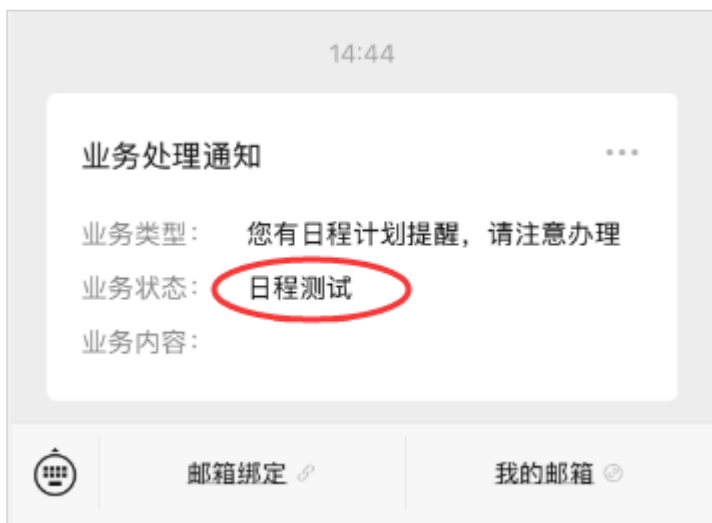 14:44
业务处理通知
业务类型： 您有日程计划提醒，请注意办理
业务状态： 日程测试
业务内容：
邮箱绑定 我的邮箱